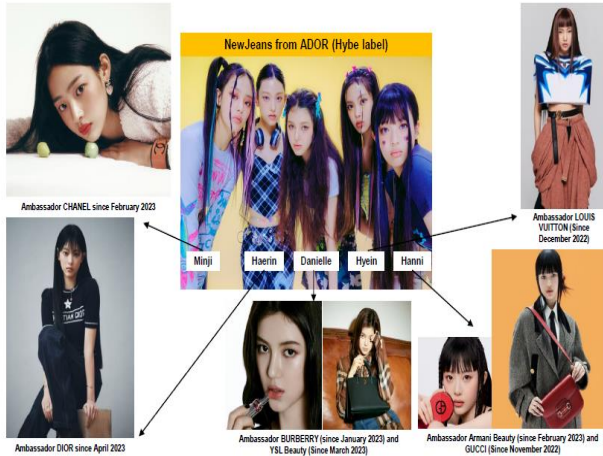 NewJeans from ADOR (Hybe label)
Ambassador CHANEL since February 2023
Ambassador LOUIS
VUITTON (Since
December 2022)
Minji
Haerin
Danielle
Hyein
Hanni
Ambassador DIOR since April 2023
Ambassador BURBERRY (since January 2023) and
YSL Beauty (Since March 2023)
Ambassador Armani Beauty (since February 2023) and
GUCCI (Since November 2022)